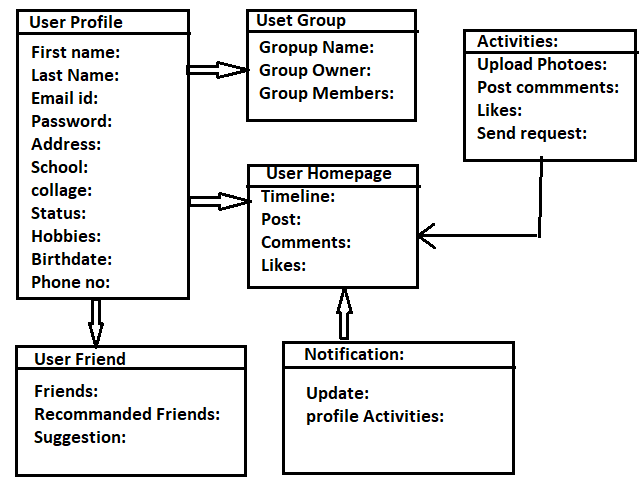 User Profile
First name:
Last Name:
Email id:
Password:
Address:
School:
collage:
Status:
Hobbies:
Birthdate:
Phone no:
Uset Group
Gropup Name:
Group Owner:
Group Members:
Activities:
Upload Photoes:
Post commments:
Likes:
Send request:
User Homepage
Timeline:
Post:
Comments:
Likes:
User Friend
Friends:
Recommanded Friends:
Suggestion:
Notification:
Update:
profile Activities: